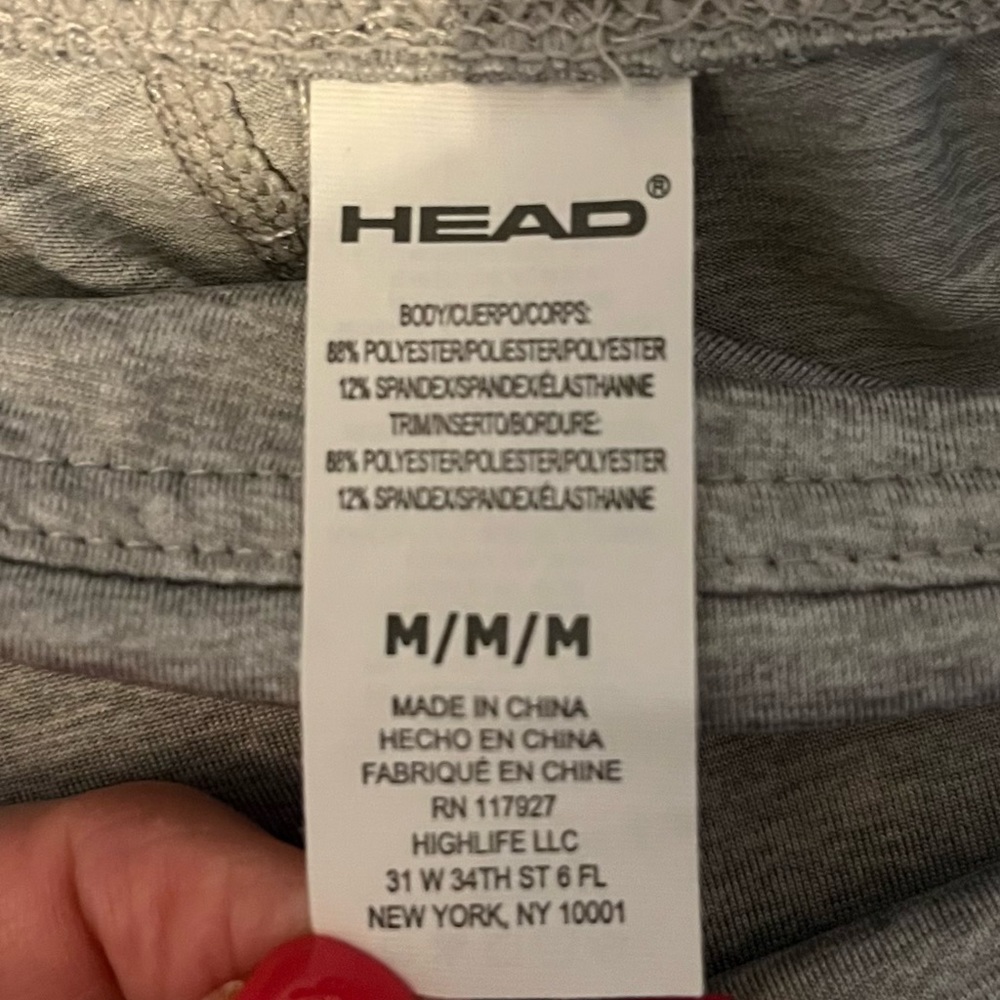 HEAD®
BODY/CUERPO/CORPS:
88% POLYESTER/POLIESTER/POLYESTER
12% SPANDEX/SPANDEX/ÉLASTHANNE
TRIM/INSERTO/BORDURE:
88% POLYESTER/POLIESTER/POLYESTER
12% SPANDEX/SPANDEX/ÉLASTHANNE
M/M/M
MADE IN CHINA
HECHO EN CHINA
FABRIQUÉ EN CHINE
RN 117927
HIGHLIFE LLC
31 W 34TH ST 6 FL
NEW YORK, NY 10001